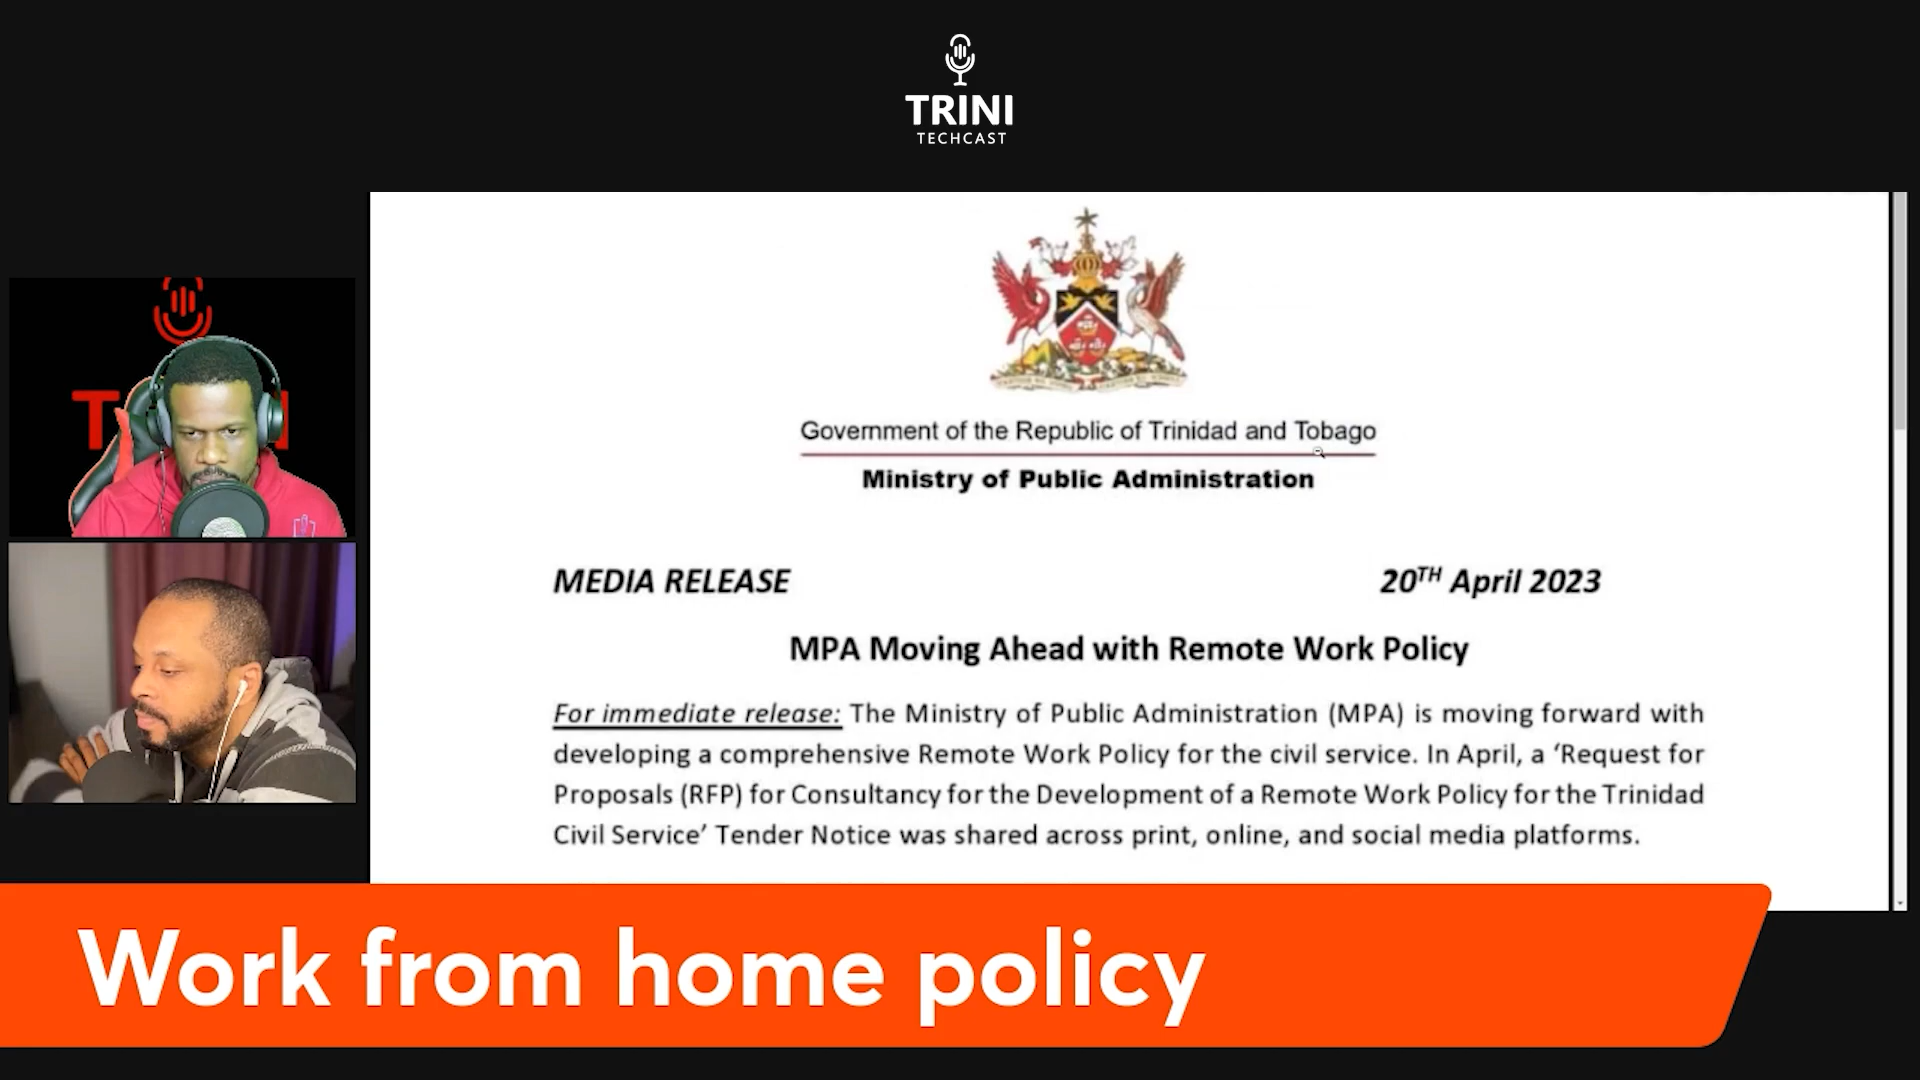 TRINI
TECHCAST
Government of the Republic of Trinidad and Tobago
Ministry of Public Administration
MEDIA RELEASE 20TH April 2023
MPA Moving Ahead with Remote Work Policy
For immediate release: The Ministry of Public Administration (MPA) is moving forward with
developing a comprehensive Remote Work Policy for the civil service. In April, a ‘Request for
Proposals (RFP) for Consultancy for the Development of a Remote Work Policy for the Trinidad
Civil Service’ Tender Notice was shared across print, online, and social media platforms.
Work from home policy